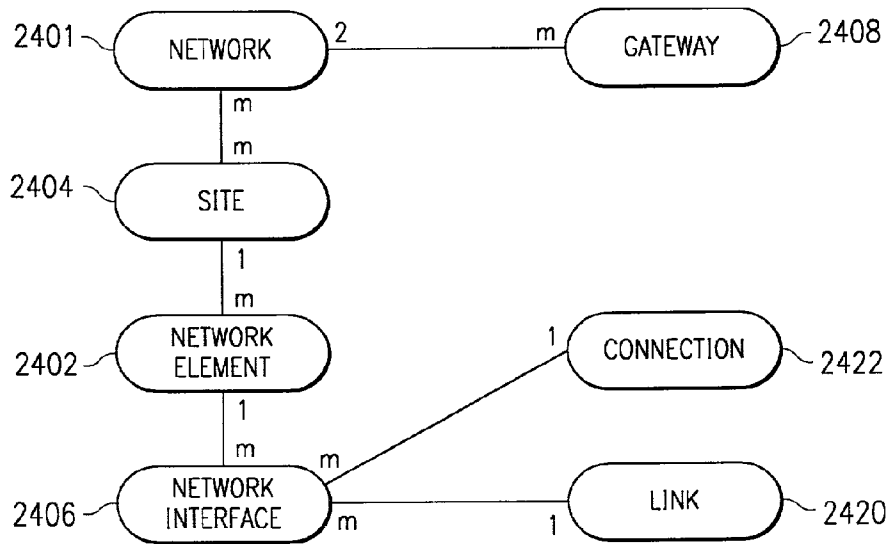 2401
NETWORK
2
m
GATEWAY
2408
m
m
2404
SITE
1
m
2402
NETWORK
ELEMENT
1
CONNECTION
2422
1
m
m
2406
NETWORK
INTERFACE
m
1
LINK
2420